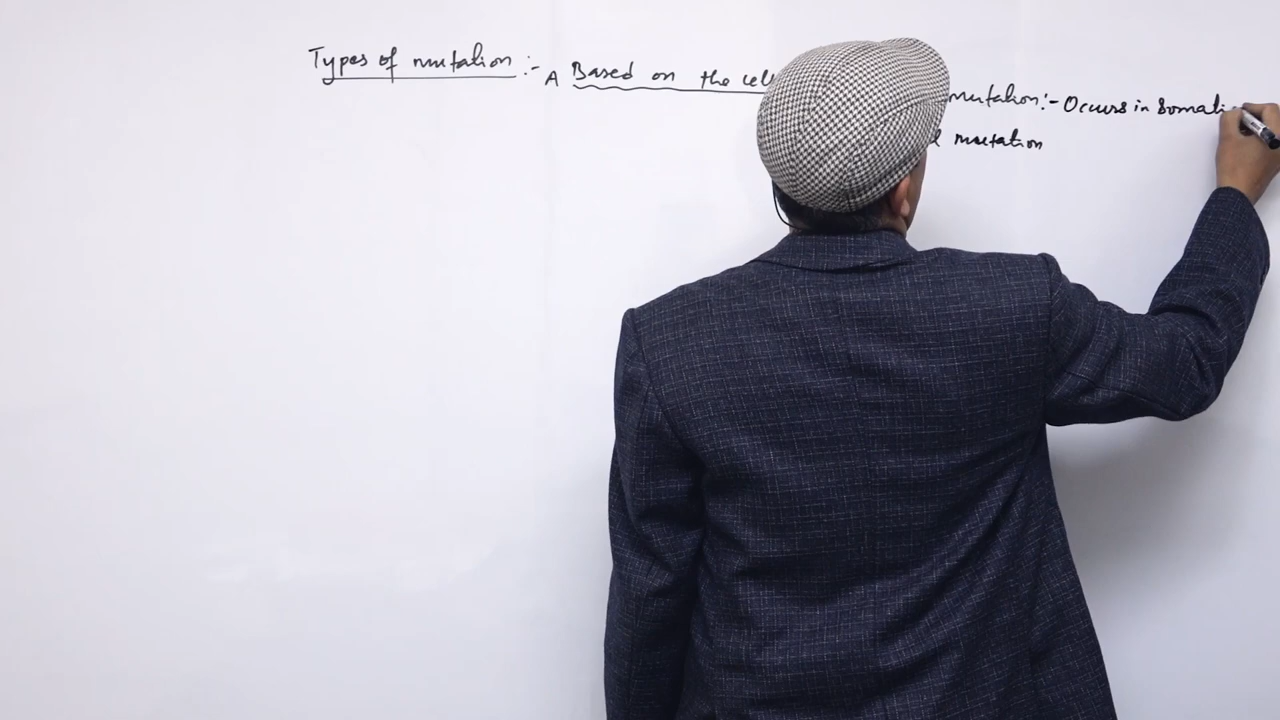 Types of mutation :-
A Based on the cell
mutation :- Occurs in Somati
mutation